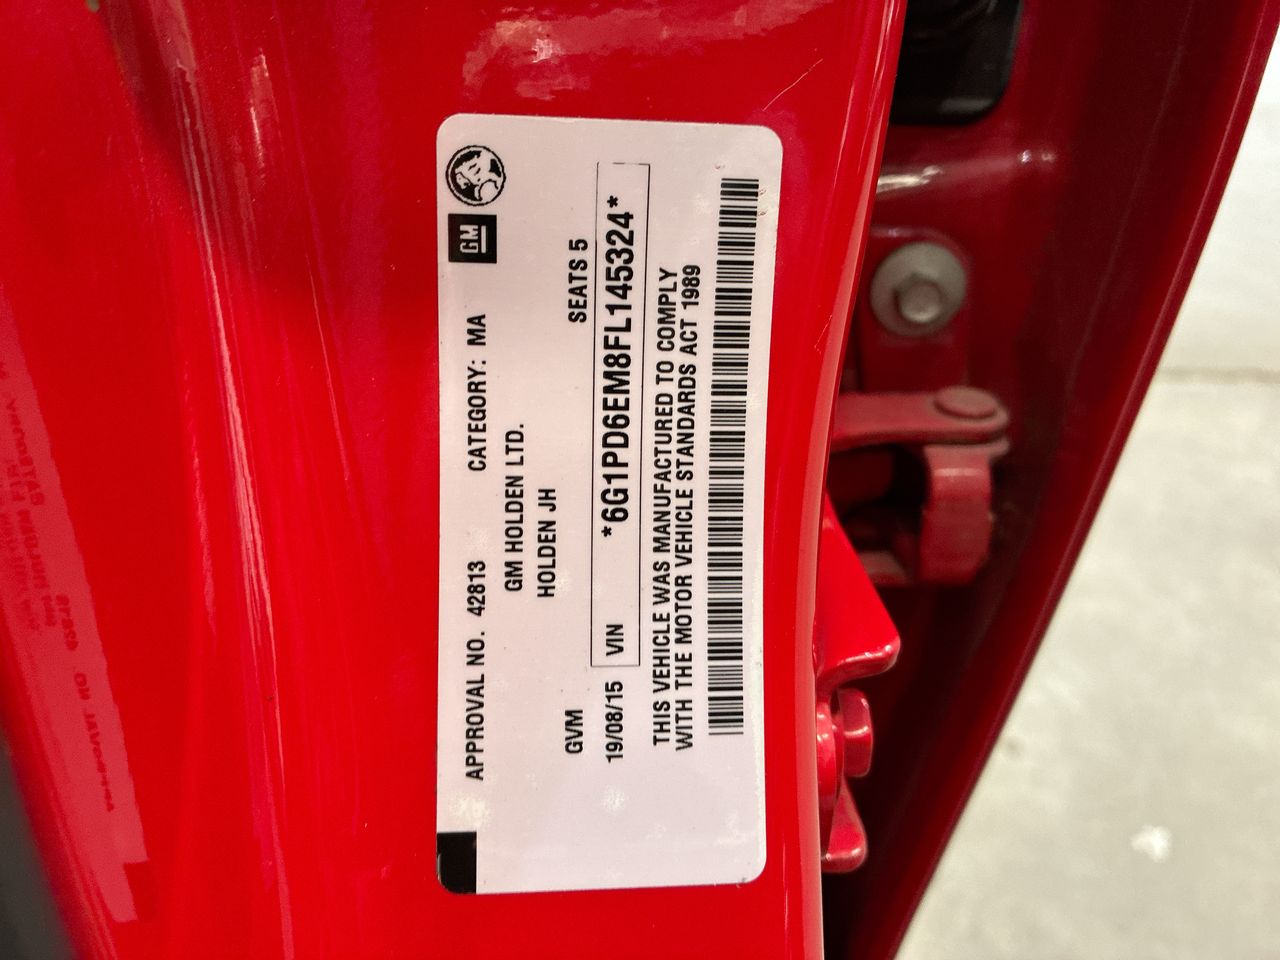 GM
APPROVAL NO. 42813 CATEGORY: MA
GM HOLDEN LTD.
HOLDEN JH
GVM SEATS 5
19/08/15 VIN *6G1PD6EM8FL145324*
THIS VEHICLE WAS MANUFACTURED TO COMPLY
WITH THE MOTOR VEHICLE STANDARDS ACT 1989